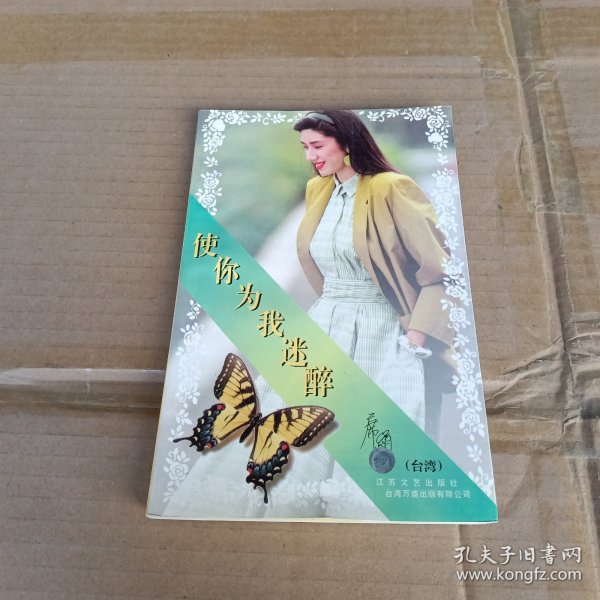 使你为我迷醉
席
(台湾)
江苏文艺出版社
台湾万盛出版有限公司
孔夫子旧书网
www.kongfz.com